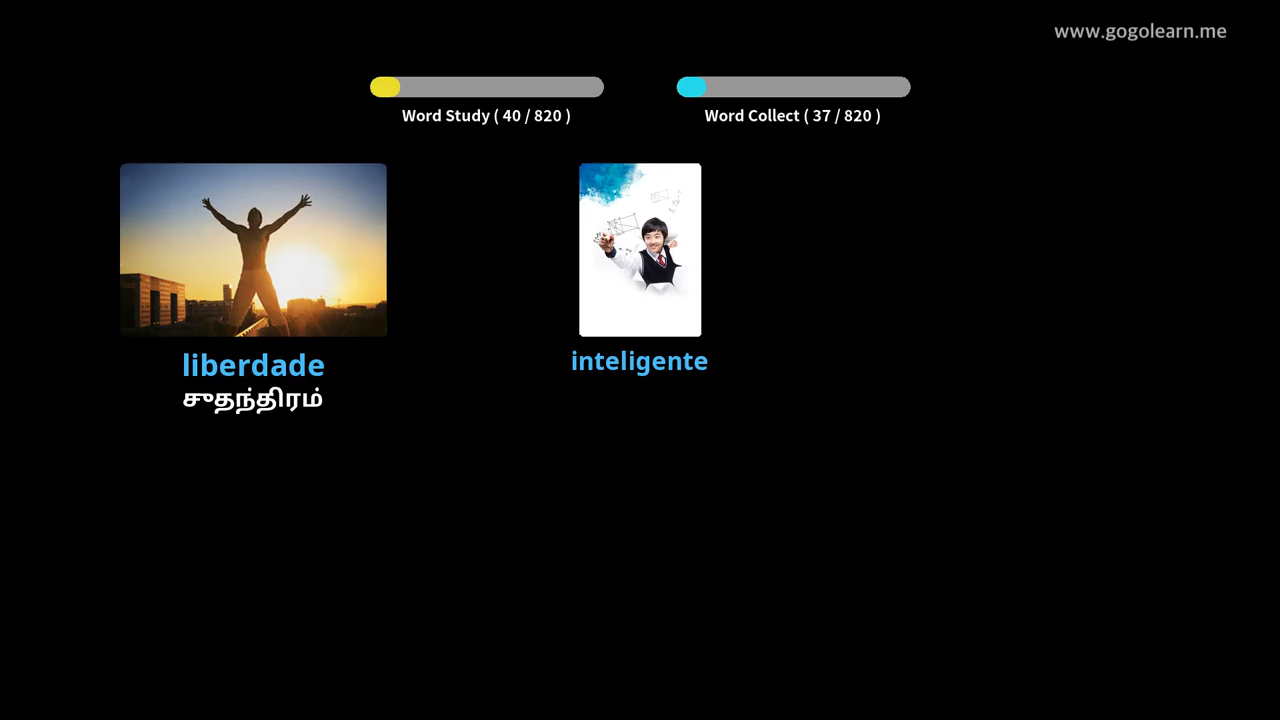 www.gogolearn.me
Word Study ( 40 / 820 )
Word Collect ( 37 / 820 )
liberdade
சுதந்திரம்
inteligente